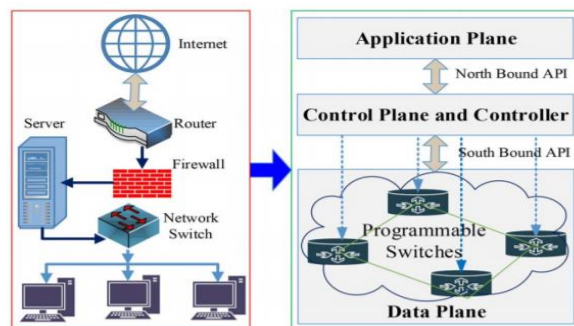 Internet
Router
Server
Firewall
Network
Switch
Application Plane
North Bound API
Control Plane and Controller
South Bound API
Programmable
Switches
Data Plane